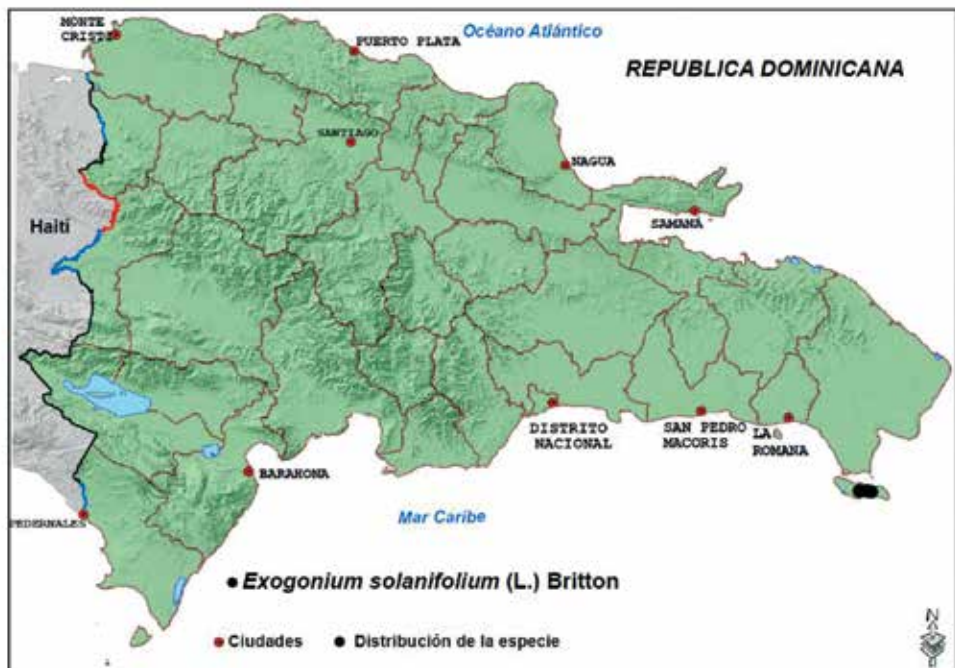 MONTE
CRISTI
PUERTO PLATA
Océano Atlántico
REPUBLICA DOMINICANA
SANTIAGO
NAGUA
SAMANÁ
Haití
DISTRITO
NACIONAL
SAN PEDRO
MACORIS
LA
ROMANA
BARAHONA
PEDERNALES
Mar Caribe
Exogonium solanifolium (L.) Britton
Ciudades
Distribución de la especie
N